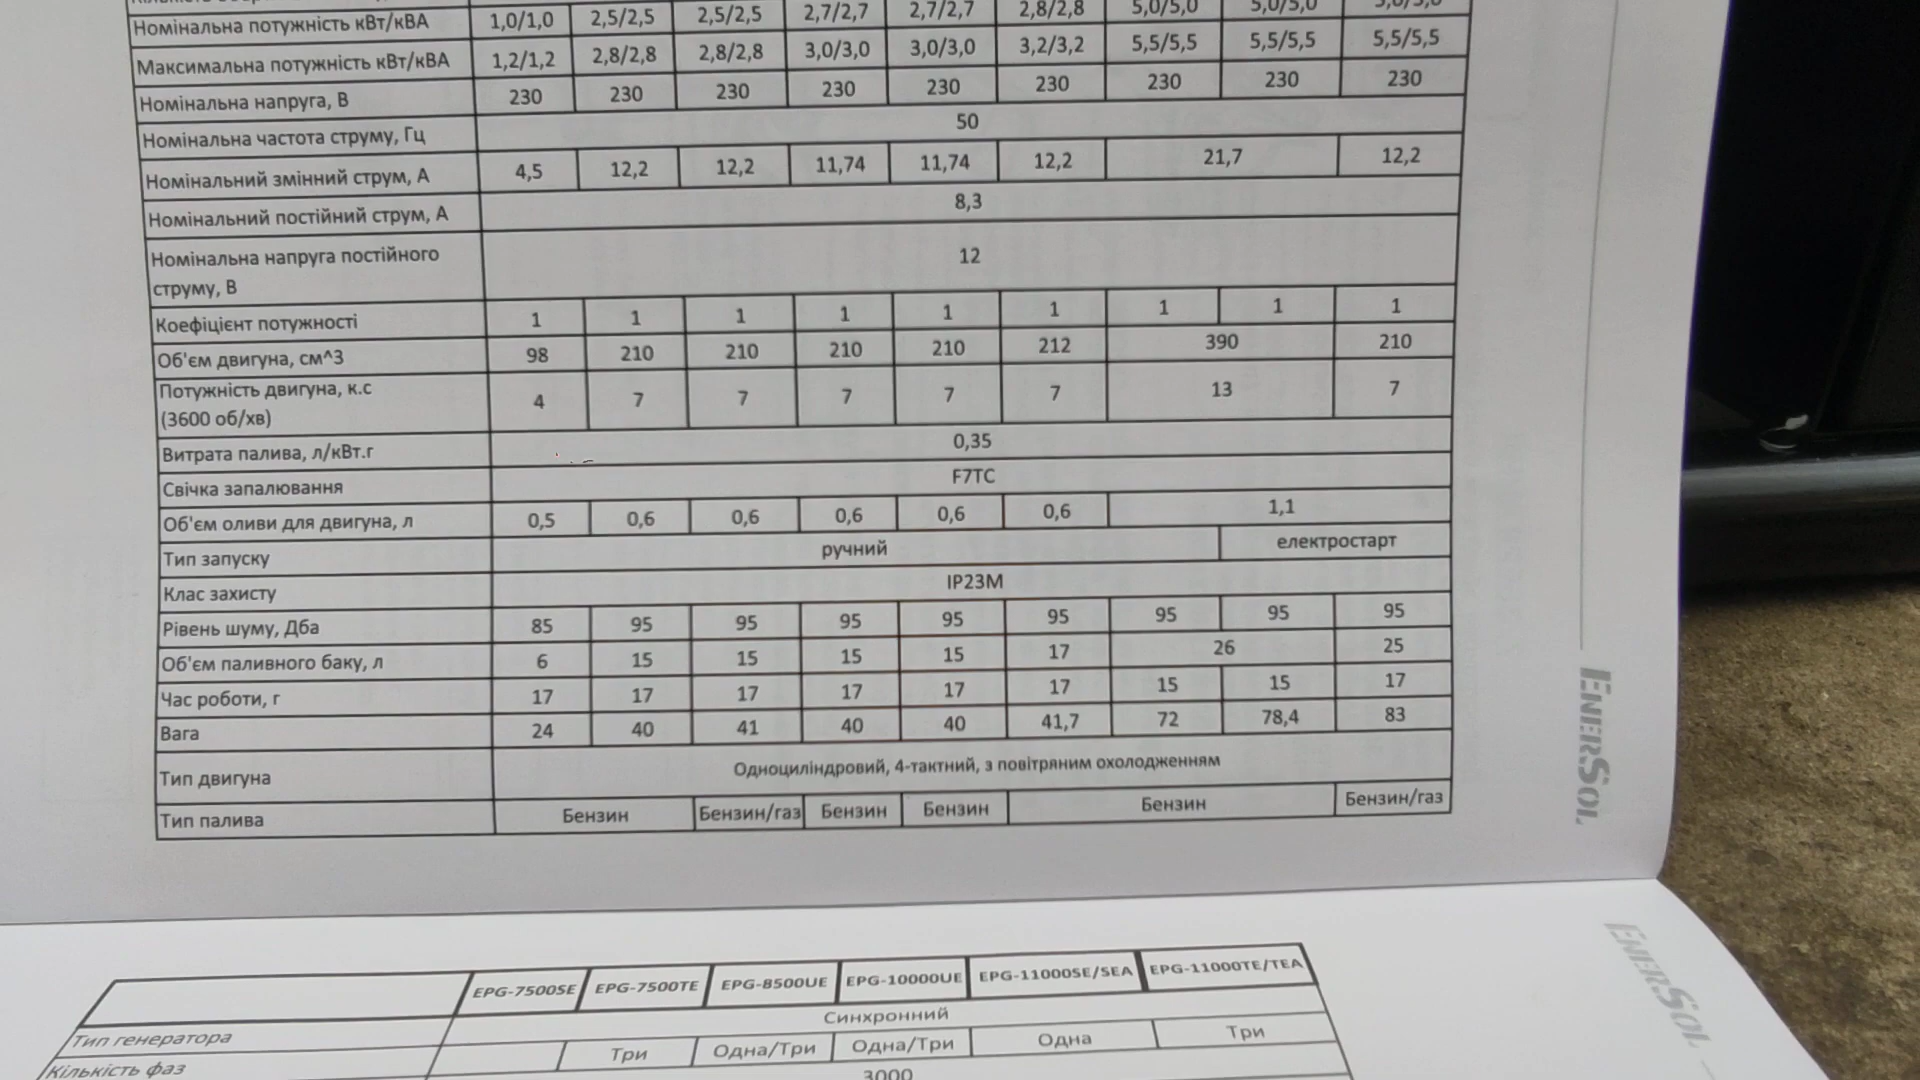 Номінальна потужність кВт/кВА 1,0/1,0 2,5/2,5 2,5/2,5 2,7/2,7 2,7/2,7 2,8/2,8 5,0/5,0 5,0/5,0 5,0/5,0
Максимальна потужність кВт/кВА 1,2/1,2 2,8/2,8 2,8/2,8 3,0/3,0 3,0/3,0 3,2/3,2 5,5/5,5 5,5/5,5 5,5/5,5
Номінальна напруга, В 230 230 230 230 230 230 230 230 230
Номінальна частота струму, Гц 50
Номінальний змінний струм, А 4,5 12,2 12,2 11,74 11,74 12,2 21,7 12,2
Номінальний постійний струм, А 8,3
Номінальна напруга постійного
струму, В 12
Коефіцієнт потужності 1 1 1 1 1 1 1 1 1
Об'єм двигуна, см^3 98 210 210 210 210 212 390 210
Потужність двигуна, к.с
(3600 об/хв) 4 7 7 7 7 7 13 7
Витрата палива, л/кВт.г 0,35
Свічка запалювання F7TC
Об'єм оливи для двигуна, л 0,5 0,6 0,6 0,6 0,6 0,6 1,1
Тип запуску ручний електростарт
Клас захисту IP23M
Рівень шуму, Дба 85 95 95 95 95 95 95 95 95
Об'єм паливного баку, л 6 15 15 15 15 17 26 25
Час роботи, г 17 17 17 17 17 17 15 15 17
Вага 24 40 41 40 40 41,7 72 78,4 83
Тип двигуна Одноциліндровий, 4-тактний, з повітряним охолодженням
Тип палива Бензин Бензин/газ Бензин Бензин Бензин Бензин/газ
ENERSOL
EPG-7500SE EPG-7500TE EPG-8500UE EPG-10000UE EPG-11000SE/SEA EPG-11000TE/TEA
Тип генератора Синхронний
Кількість фаз Три Одна/Три Одна/Три Одна Три
3000
ENERSOL